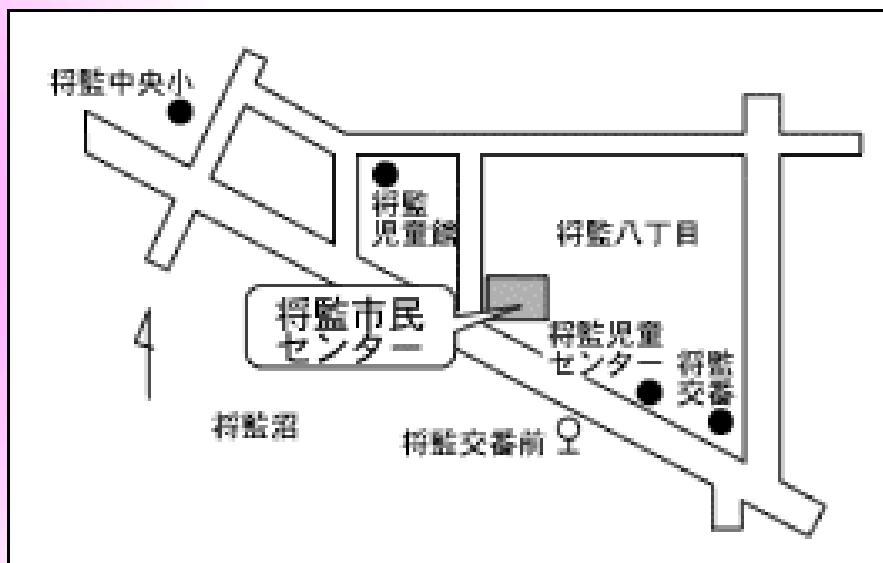 将監中央小
将監
児童館
将監八丁目
将監市民
センター
将監児童
センター
将監
交番
将監沼
将監交番前